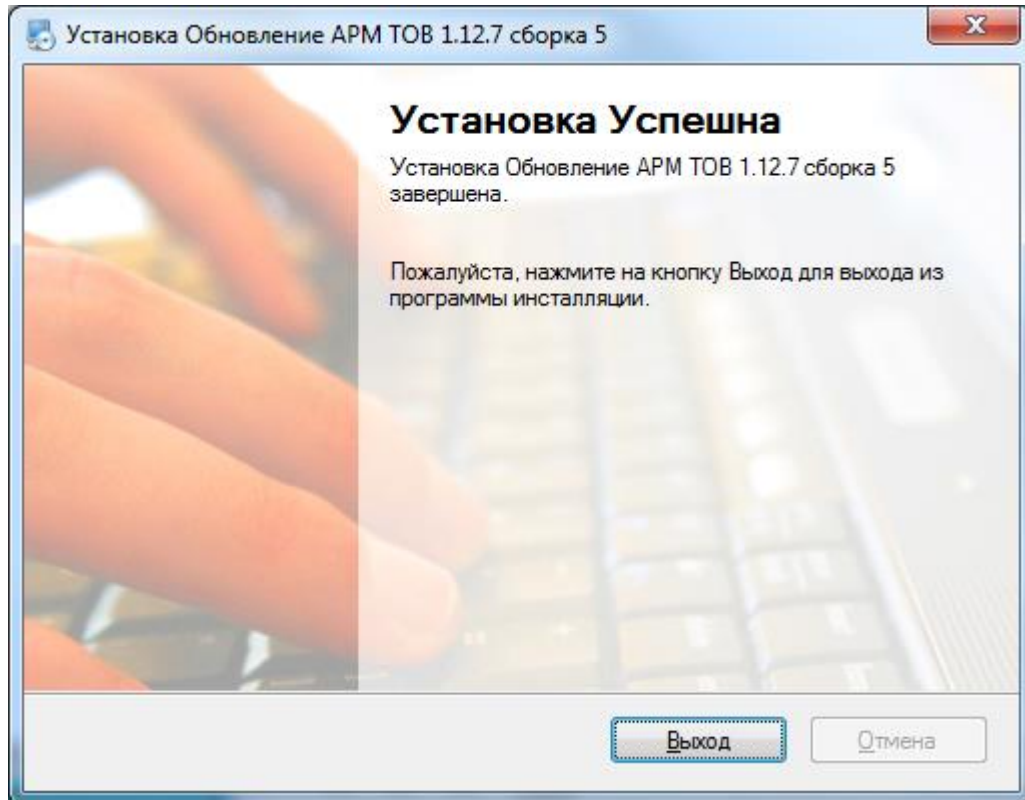 Установка Обновление АРМ ТОВ 1.12.7 сборка 5
Установка Успешна
Установка Обновление АРМ ТОВ 1.12.7 сборка 5
завершена.
Пожалуйста, нажмите на кнопку Выход для выхода из
программы инсталляции.
Выход
Отмена